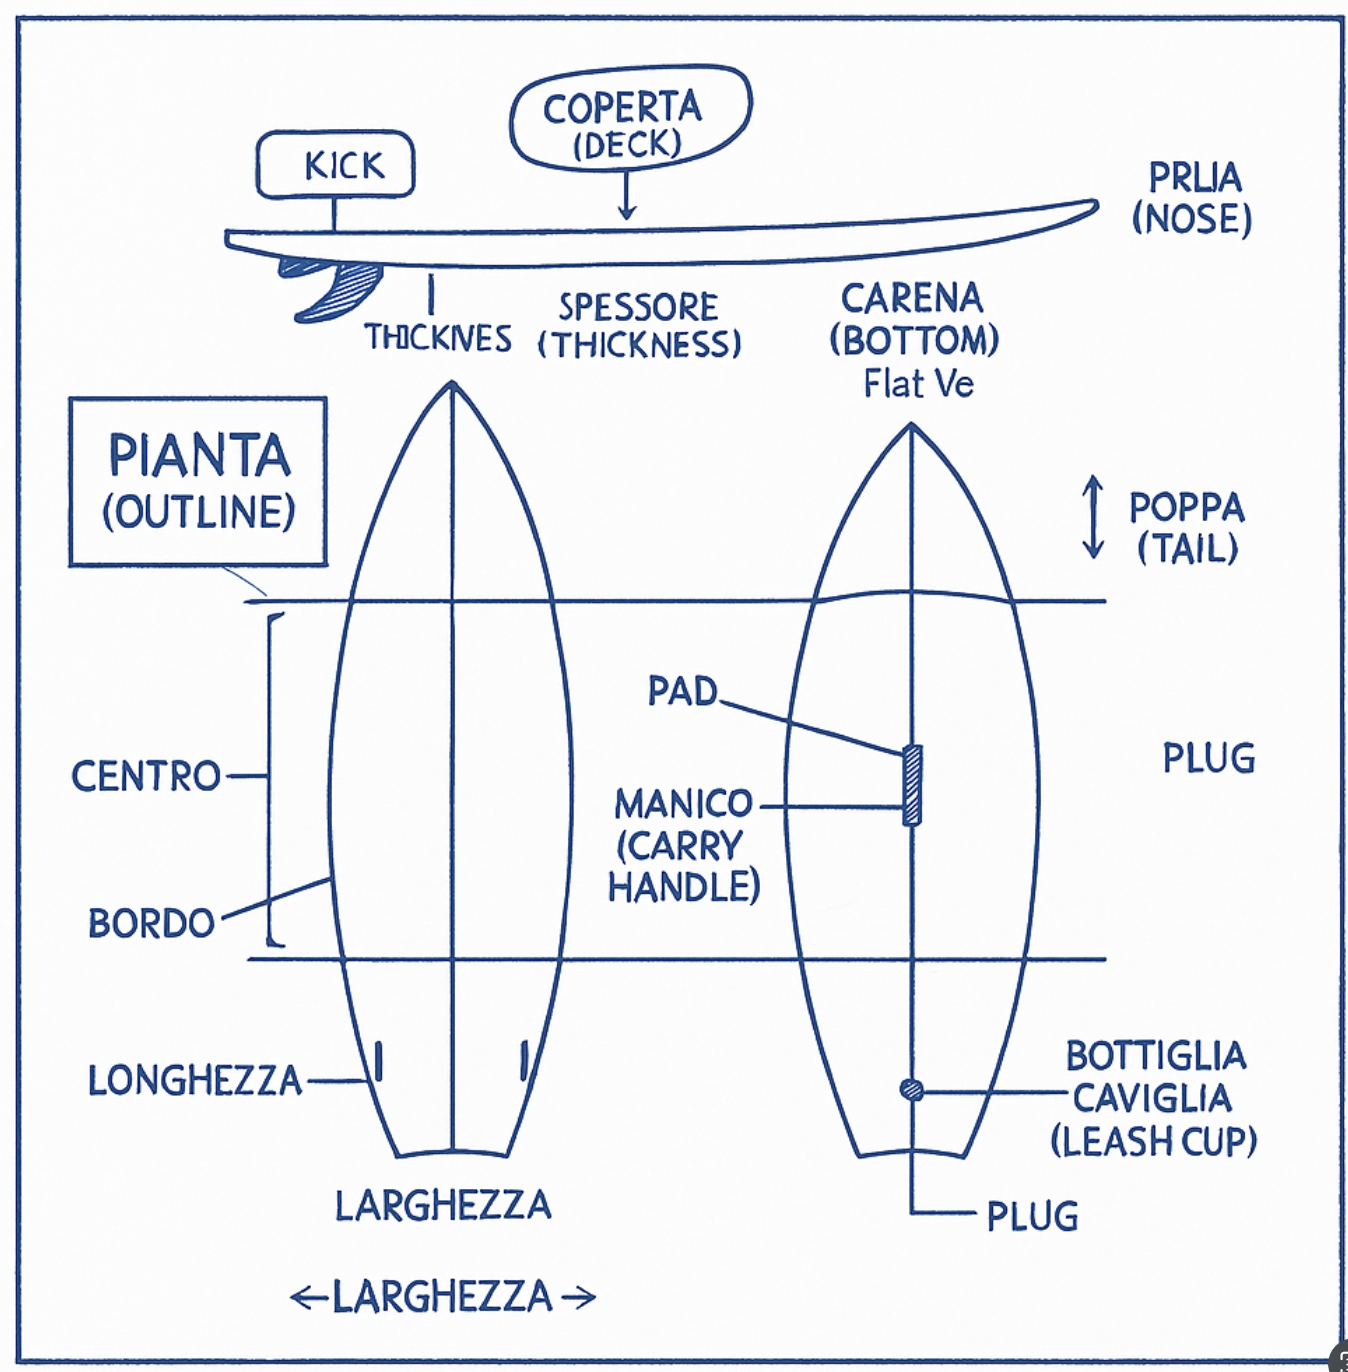 COPERTA
(DECK)
KICK
PRLIA
(NOSE)
THICKIVES
SPESSORE
(THICKNESS)
CARENA
(BOTTOM)
Flat Ve
PIANTA
(OUTLINE)
POPPA
(TAIL)
PAD
CENTRO
PLUG
MANICO
(CARRY
HANDLE)
BORDO
LONGHEZZA
BOTTIGLIA
CAVIGLIA
(LEASH CUP)
LARGHEZZA
PLUG
LARGHEZZA